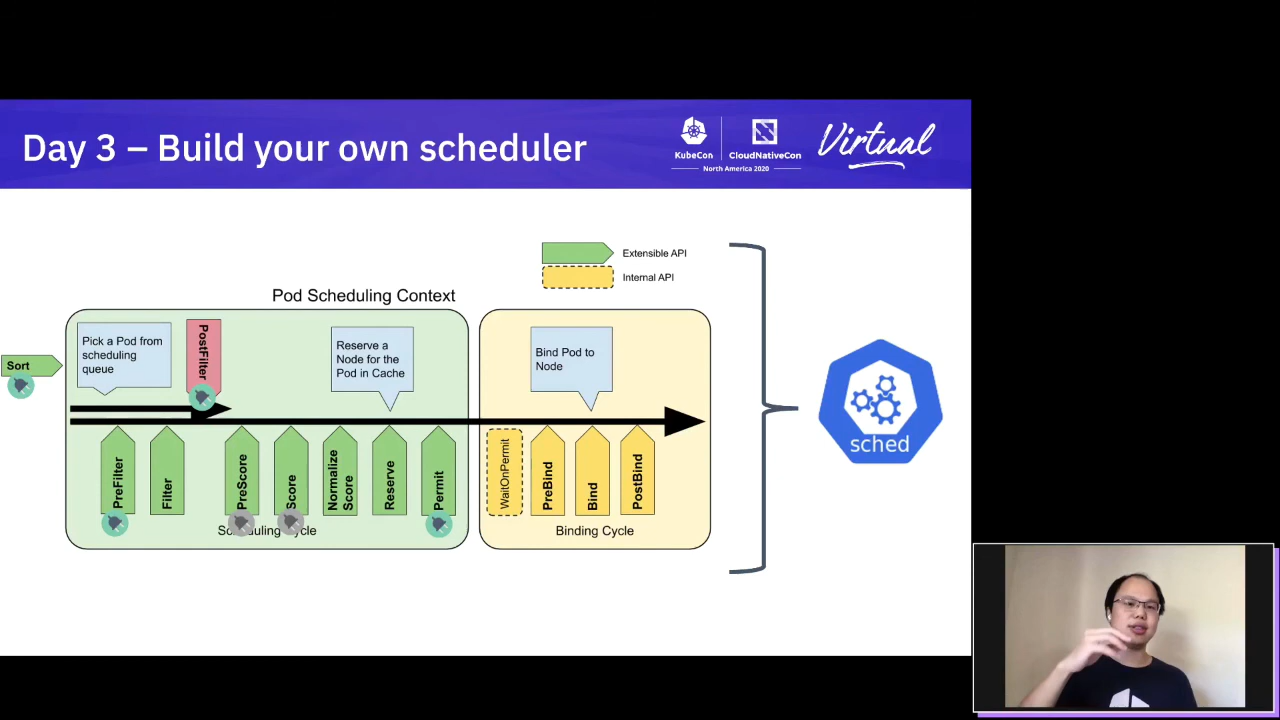 Day 3 – Build your own scheduler
KubeCon
CloudNativeCon
North America 2020
Virtual
Extensible API
Internal API
Pod Scheduling Context
Sort
Pick a Pod from
scheduling
queue
PostFilter
Reserve a
Node for the
Pod in Cache
Bind Pod to
Node
PreFilter
Filter
PreScore
Score
Normalize
Score
Reserve
Permit
WaitOnPermit
PreBind
Bind
PostBind
Scheduling Cycle
Binding Cycle
sched